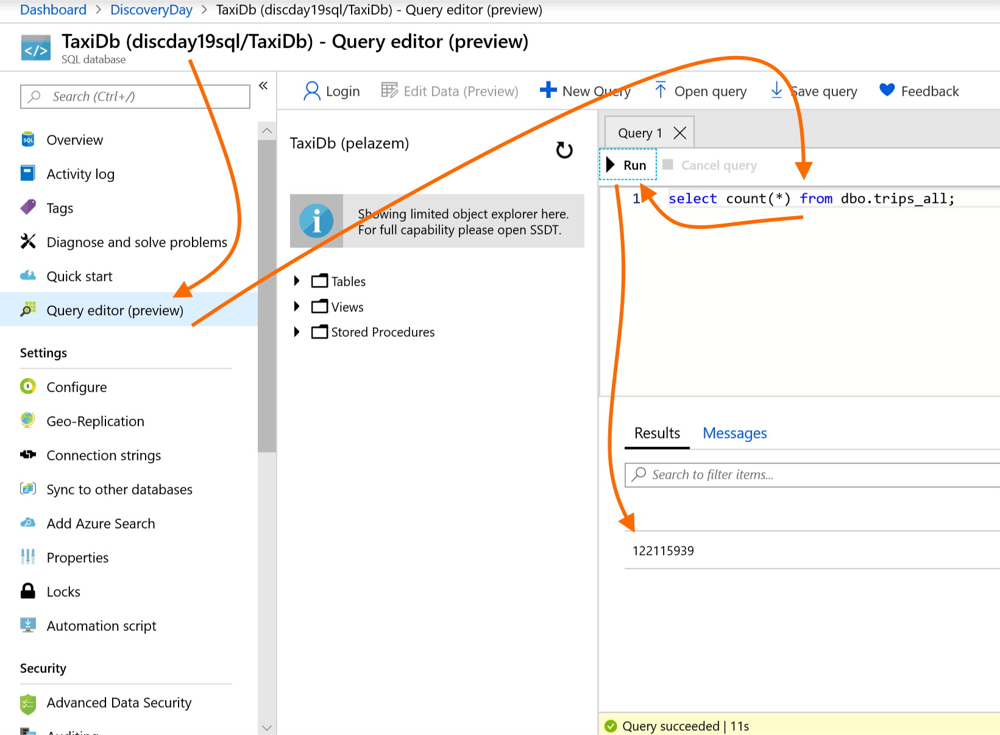 Dashboard > DiscoveryDay > TaxiDb (discday19sql/TaxiDb) - Query editor (preview)
TaxiDb (discday19sql/TaxiDb) - Query editor (preview)
SQL database
Search (Ctrl+/)
Overview
Activity log
Tags
Diagnose and solve problems
Quick start
Query editor (preview)
Settings
Configure
Geo-Replication
Connection strings
Sync to other databases
Add Azure Search
Properties
Locks
Automation script
Security
Advanced Data Security
Auditing
Login
Edit Data (Preview)
New Query
Open query
Save query
Feedback
TaxiDb (pelazem)
Showing limited object explorer here.
For full capability please open SSDT.
Tables
Views
Stored Procedures
Query 1
Run
Cancel query
1 select count(*) from dbo.trips_all;
Results
Messages
Search to filter items...
122115939
Query succeeded | 11s